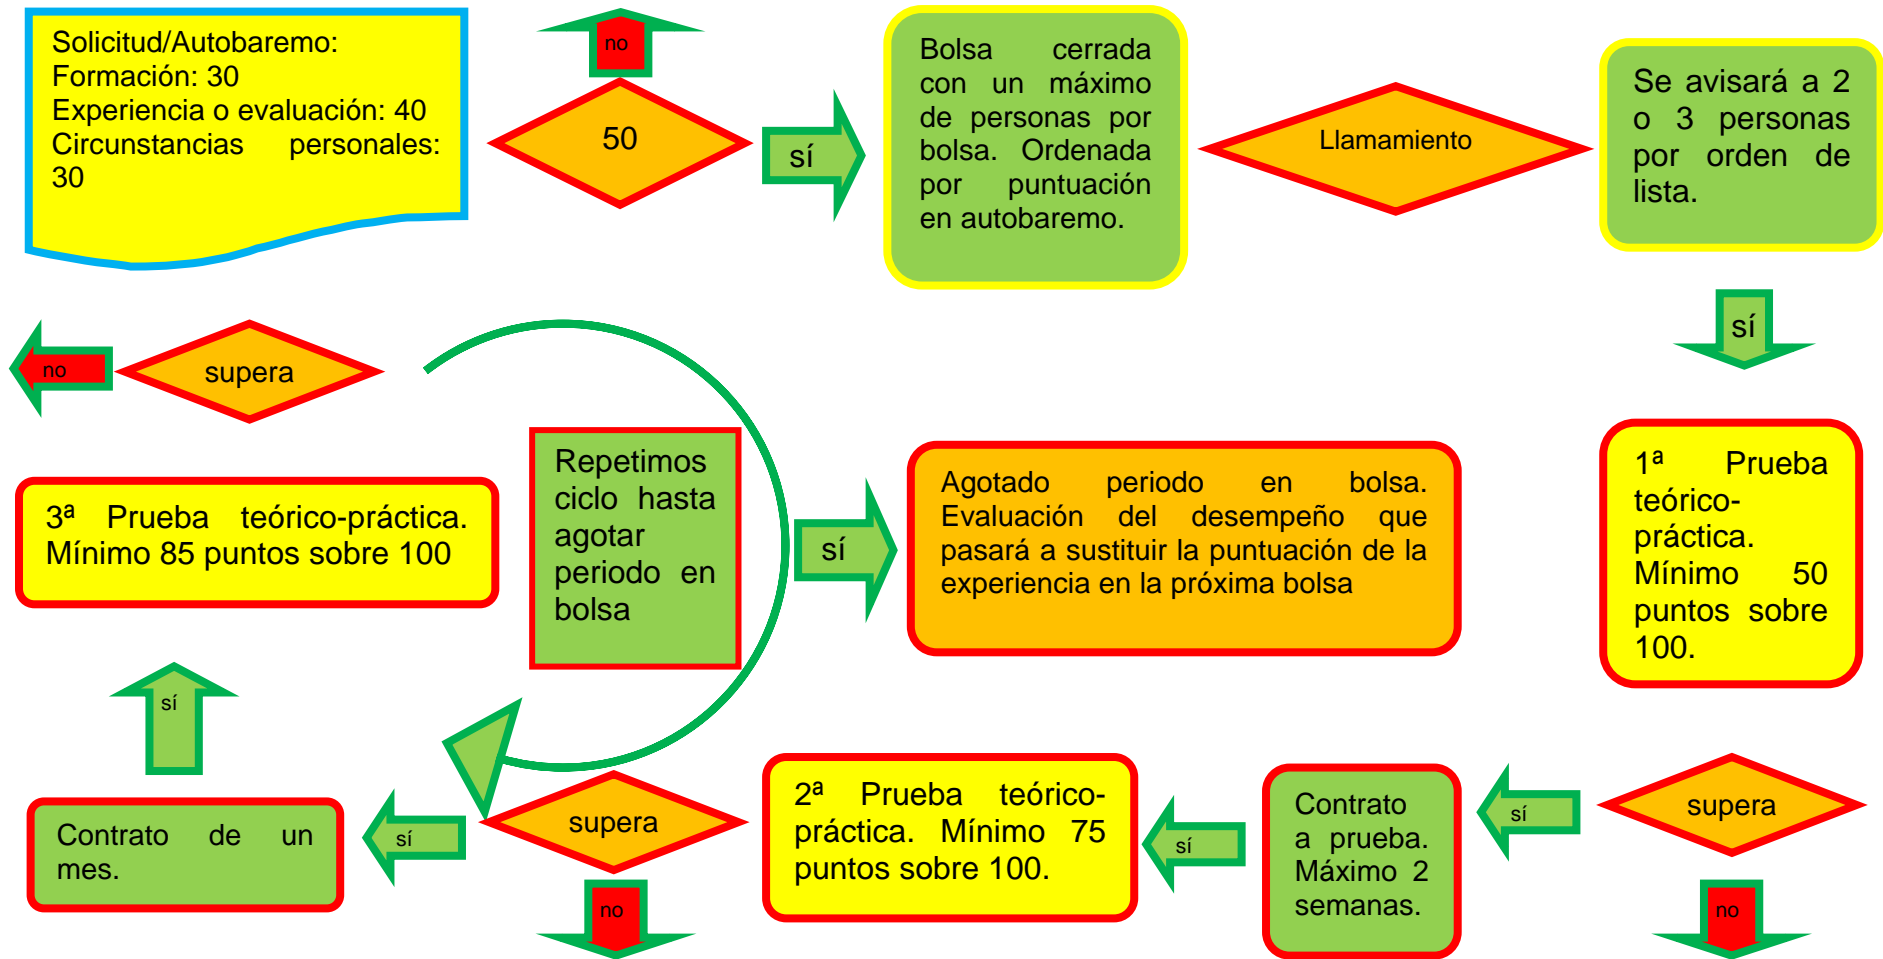 Solicitud/Autobaremo:
Formación: 30
Experiencia o evaluación: 40
Circunstancias personales:
30
no
50
sí
Bolsa cerrada
con un máximo
de personas por
bolsa. Ordenada
por puntuación
en autobaremo.
Llamamiento
Se avisará a 2
o 3 personas
por orden de
lista.
sí
1ª Prueba
teórico-
práctica.
Mínimo 50
puntos sobre
100.
supera
no
sí
Contrato
a prueba.
Máximo 2
semanas.
sí
2ª Prueba teórico-
práctica. Mínimo 75
puntos sobre 100.
supera
no
sí
Contrato de un
mes.
sí
3ª Prueba teórico-práctica.
Mínimo 85 puntos sobre 100
supera
no
Repetimos
ciclo hasta
agotar
periodo en
bolsa
sí
Agotado periodo en bolsa.
Evaluación del desempeño que
pasará a sustituir la puntuación de la
experiencia en la próxima bolsa